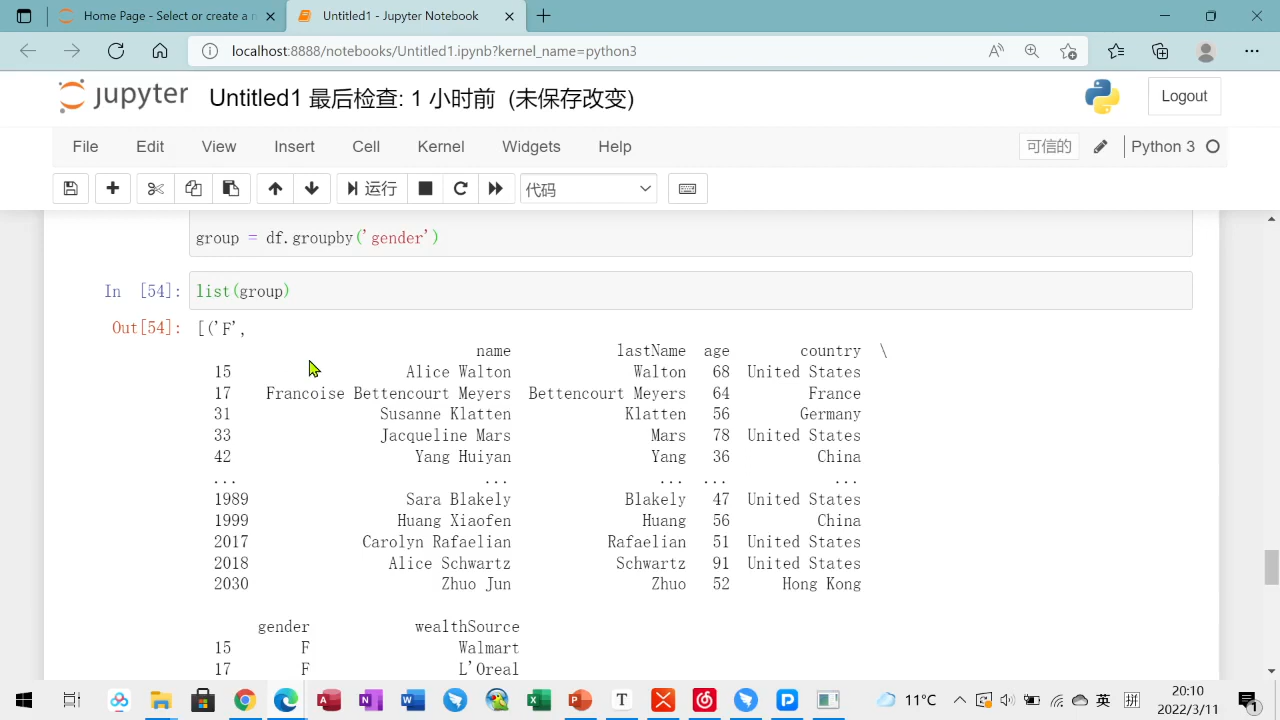 Home Page - Select or create a
Untitled1 - Jupyter Notebook
localhost:8888/notebooks/Untitled1.ipynb?kernel_name=python3
jupyter Untitled1 最后检查: 1 小时前 (未保存改变)
Logout
File Edit View Insert Cell Kernel Widgets Help 可信的 Python 3
运行 代码
group = df.groupby('gender')
In [54]: list(group)
Out[54]: [('F',
name lastName age country \
15 Alice Walton Walton 68 United States
17 Francoise Bettencourt Meyers Bettencourt Meyers 64 France
31 Susanne Klatten Klatten 56 Germany
33 Jacqueline Mars Mars 78 United States
42 Yang Huiyan Yang 36 China
... ... ... ... ...
1989 Sara Blakely Blakely 47 United States
1999 Huang Xiaofen Huang 56 China
2017 Carolyn Rafaelian Rafaelian 51 United States
2018 Alice Schwartz Schwartz 91 United States
2030 Zhuo Jun Zhuo 52 Hong Kong
gender wealthSource
15 F Walmart
17 F L'Oreal
11°C 英 拼 20:10
2022/3/11